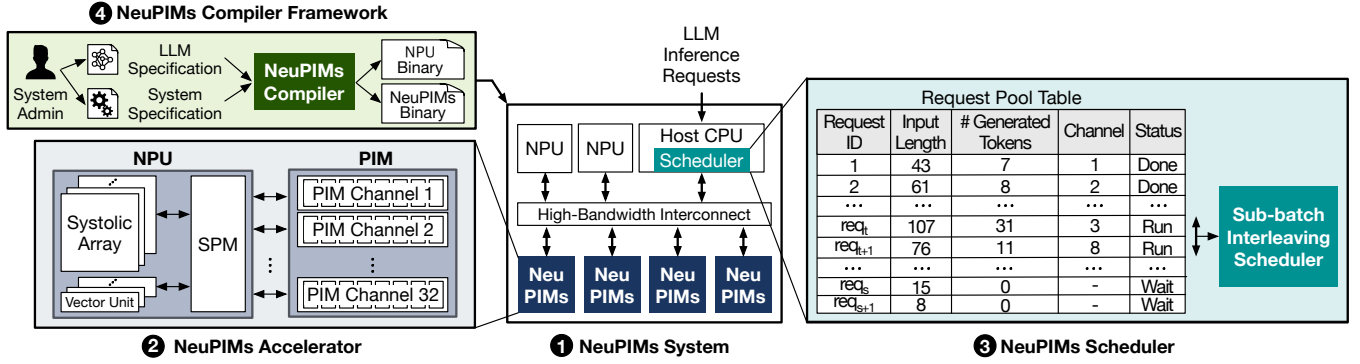 ❹ NeuPIMs Compiler Framework
System
Admin
LLM
Specification
System
Specification
NeuPIMs
Compiler
NPU
Binary
NeuPIMs
Binary
NPU
PIM
Systolic
Array
Vector Unit
SPM
PIM Channel 1
PIM Channel 2
PIM Channel 32
❷ NeuPIMs Accelerator
LLM
Inference
Requests
NPU
NPU
Host CPU
Scheduler
High-Bandwidth Interconnect
Neu
PIMs
Neu
PIMs
Neu
PIMs
Neu
PIMs
❶ NeuPIMs System
Request Pool Table
Request ID Input Length # Generated Tokens Channel Status
1 43 7 1 Done
2 61 8 2 Done
... ... ... ... ...
req_t 107 31 3 Run
req_t+1 76 11 8 Run
... ... ... ... ...
req_s 15 0 - Wait
req_s+1 8 0 - Wait
Sub-batch
Interleaving
Scheduler
❸ NeuPIMs Scheduler